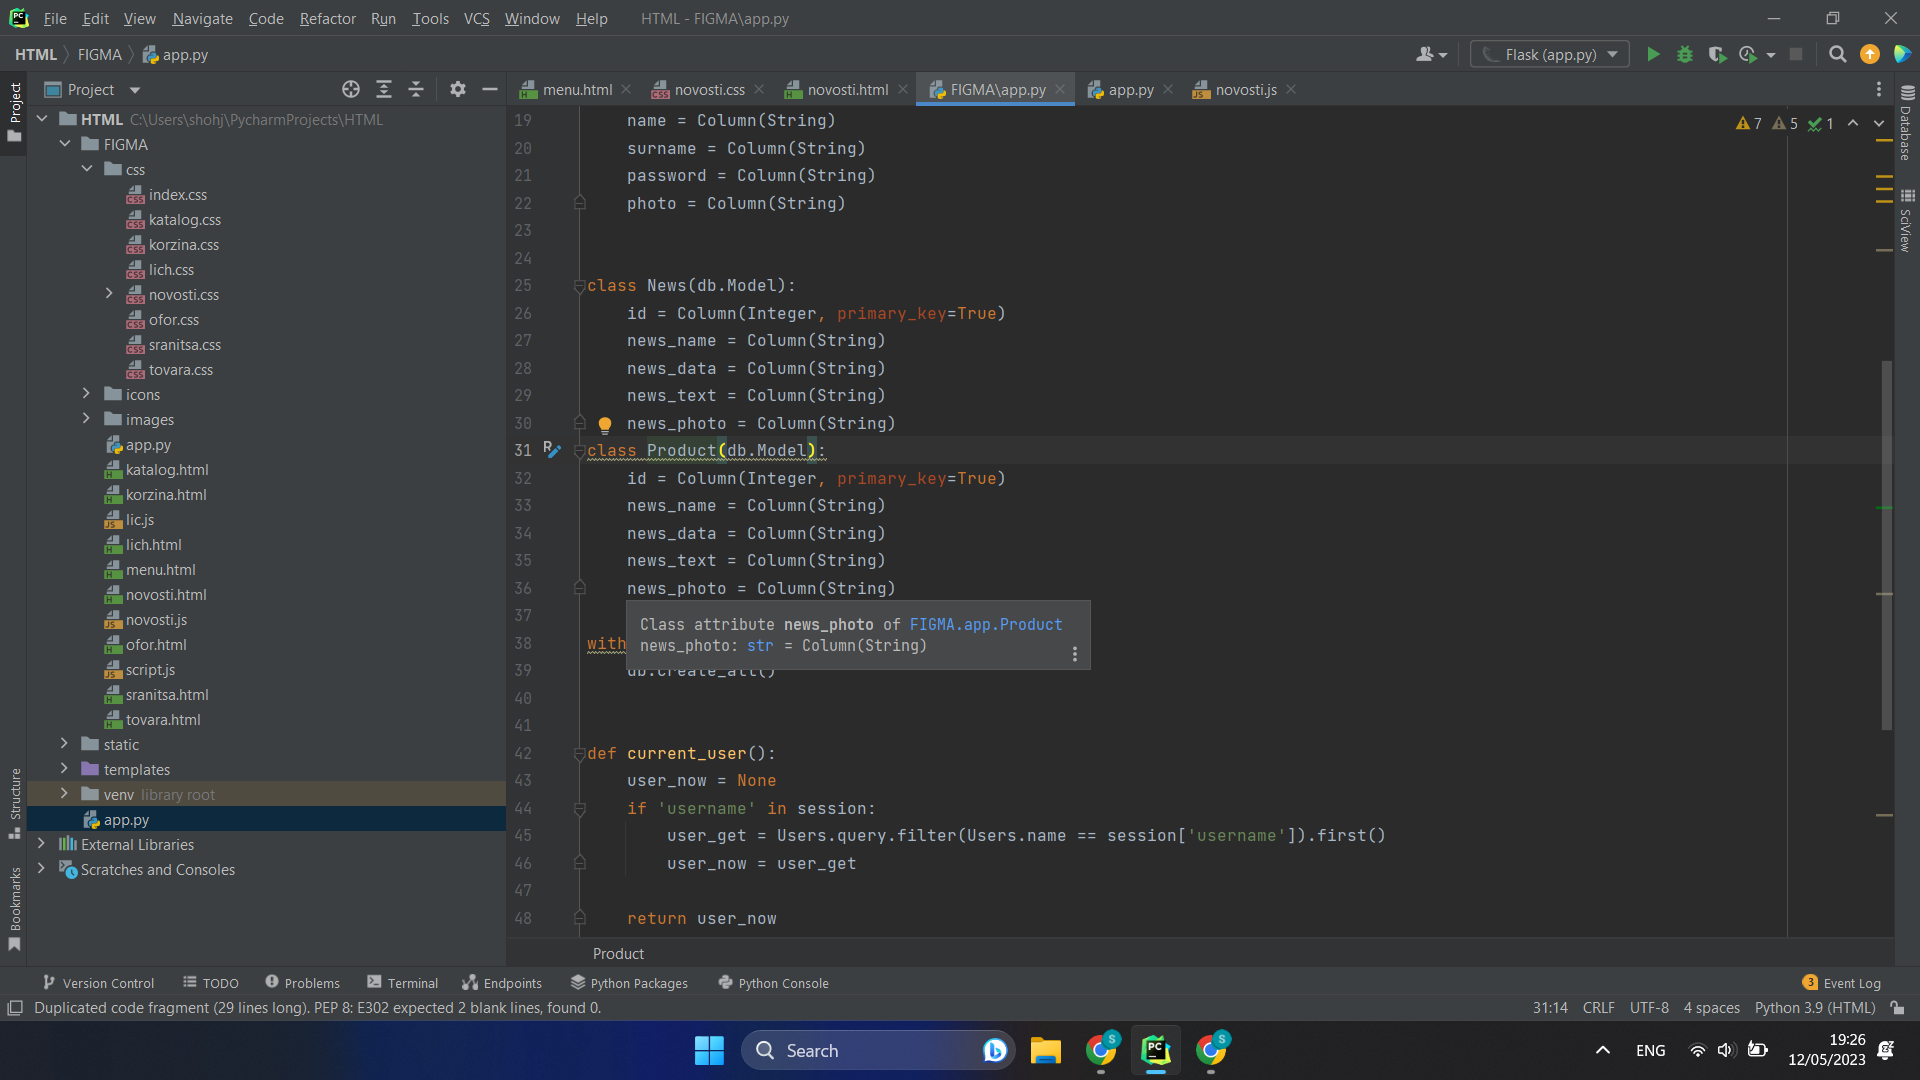 File Edit View Navigate Code Refactor Run Tools VCS Window Help HTML - FIGMA\app.py
HTML FIGMA app.py Flask (app.py)
Project
menu.html novosti.css novosti.html FIGMA\app.py app.py novosti.js
Project
Structure
Bookmarks
HTML C:\Users\shohj\PycharmProjects\HTML
FIGMA
css
index.css
katalog.css
korzina.css
lich.css
novosti.css
ofor.css
sranitsa.css
tovara.css
icons
images
app.py
katalog.html
korzina.html
lic.js
lich.html
menu.html
novosti.html
novosti.js
ofor.html
script.js
sranitsa.html
tovara.html
static
templates
venv library root
app.py
External Libraries
Scratches and Consoles
7 5 1
19 name = Column(String)
20 surname = Column(String)
21 password = Column(String)
22 photo = Column(String)
23
24
25 class News(db.Model):
26 id = Column(Integer, primary_key=True)
27 news_name = Column(String)
28 news_data = Column(String)
29 news_text = Column(String)
30 news_photo = Column(String)
31 class Product(db.Model):
32 id = Column(Integer, primary_key=True)
33 news_name = Column(String)
34 news_data = Column(String)
35 news_text = Column(String)
36 news_photo = Column(String)
37
Class attribute news_photo of FIGMA.app.Product
news_photo: str = Column(String)
38 with
39 db.create_all()
40
41
42 def current_user():
43 user_now = None
44 if 'username' in session:
45 user_get = Users.query.filter(Users.name == session['username']).first()
46 user_now = user_get
47
48 return user_now
Product
Database
SciView
Version Control TODO Problems Terminal Endpoints Python Packages Python Console 3 Event Log
Duplicated code fragment (29 lines long). PEP 8: E302 expected 2 blank lines, found 0. 31:14 CRLF UTF-8 4 spaces Python 3.9 (HTML)
Search
S
PC
S
ENG
19:26
12/05/2023